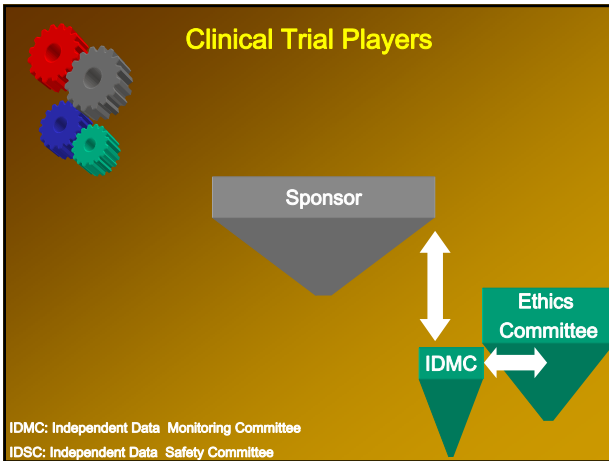 Clinical Trial Players
Sponsor
Ethics
Committee
IDMC
IDMC: Independent Data Monitoring Committee
IDSC: Independent Data Safety Committee